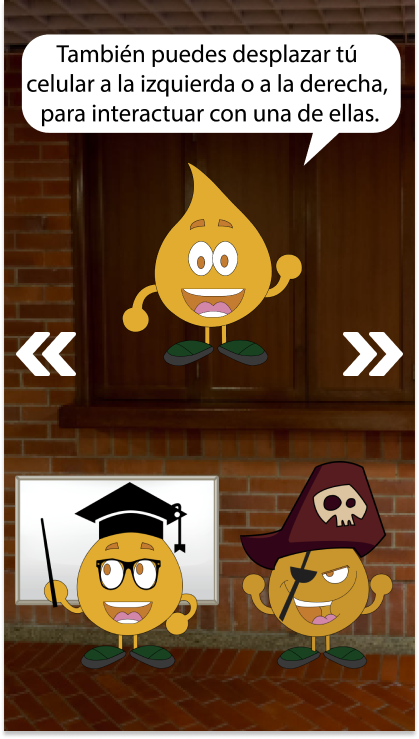 También puedes desplazar tú
celular a la izquierda o a la derecha,
para interactuar con una de ellas.